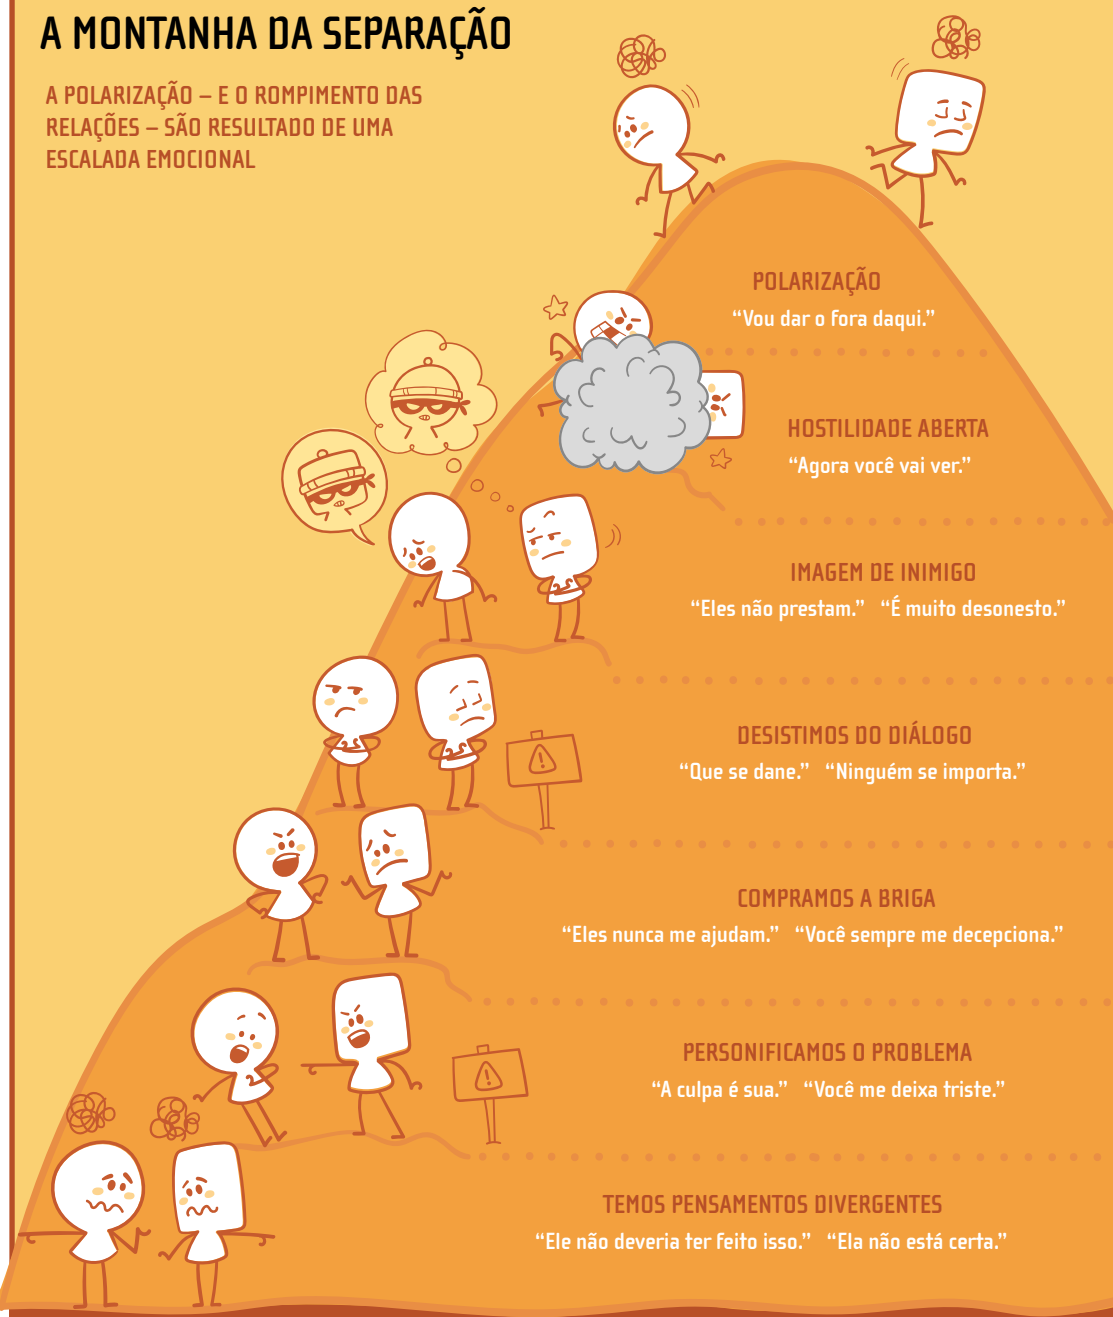 A MONTANHA DA SEPARAÇÃO
A POLARIZAÇÃO – E O ROMPIMENTO DAS
RELAÇÕES – SÃO RESULTADO DE UMA
ESCALADA EMOCIONAL
POLARIZAÇÃO
“Vou dar o fora daqui.”
HOSTILIDADE ABERTA
“Agora você vai ver.”
IMAGEM DE INIMIGO
“Eles não prestam.” “É muito desonesto.”
DESISTIMOS DO DIÁLOGO
“Que se dane.” “Ninguém se importa.”
COMPRAMOS A BRIGA
“Eles nunca me ajudam.” “Você sempre me decepciona.”
PERSONIFICAMOS O PROBLEMA
“A culpa é sua.” “Você me deixa triste.”
TEMOS PENSAMENTOS DIVERGENTES
“Ele não deveria ter feito isso.” “Ela não está certa.”